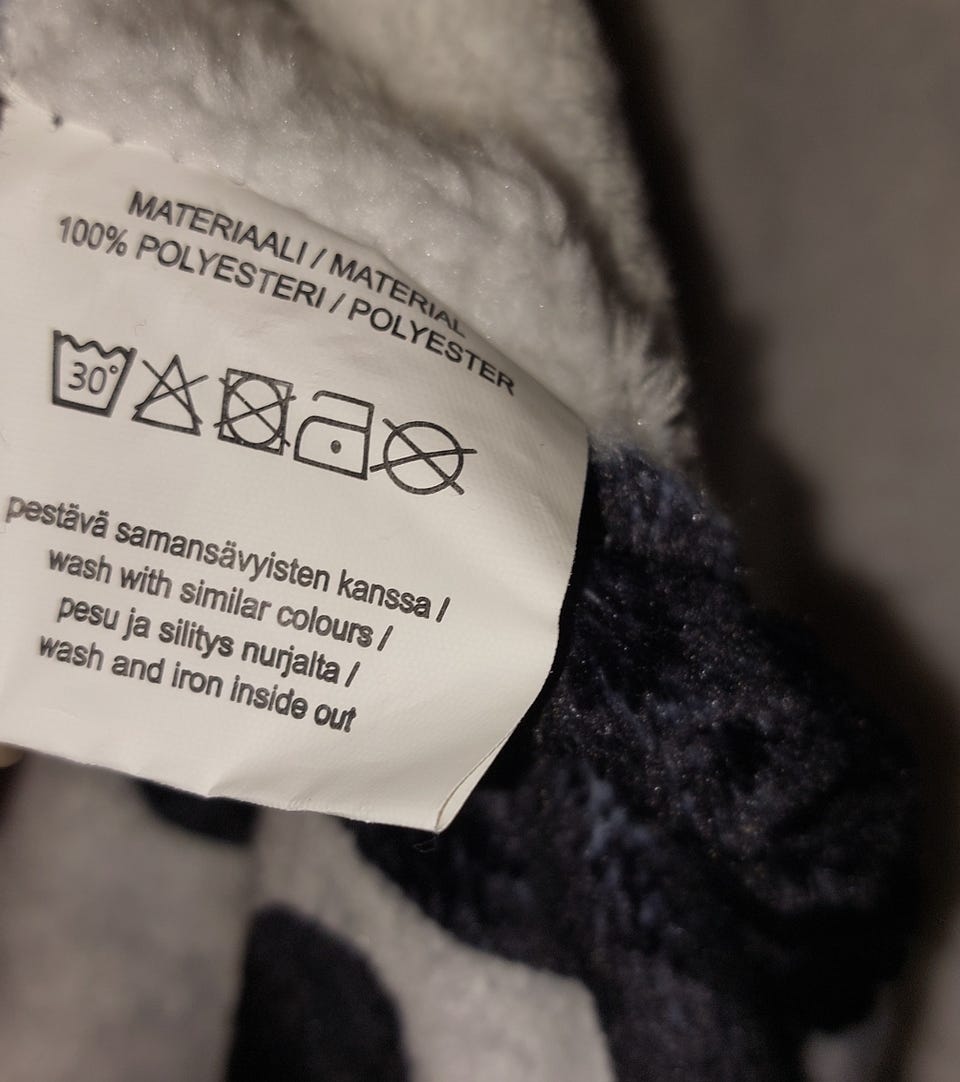 MATERIAALI / MATERIAL
100% POLYESTERI / POLYESTER
30°
pestävä samansävyisten kanssa /
wash with similar colours /
pesu ja silitys nurjalta /
wash and iron inside out